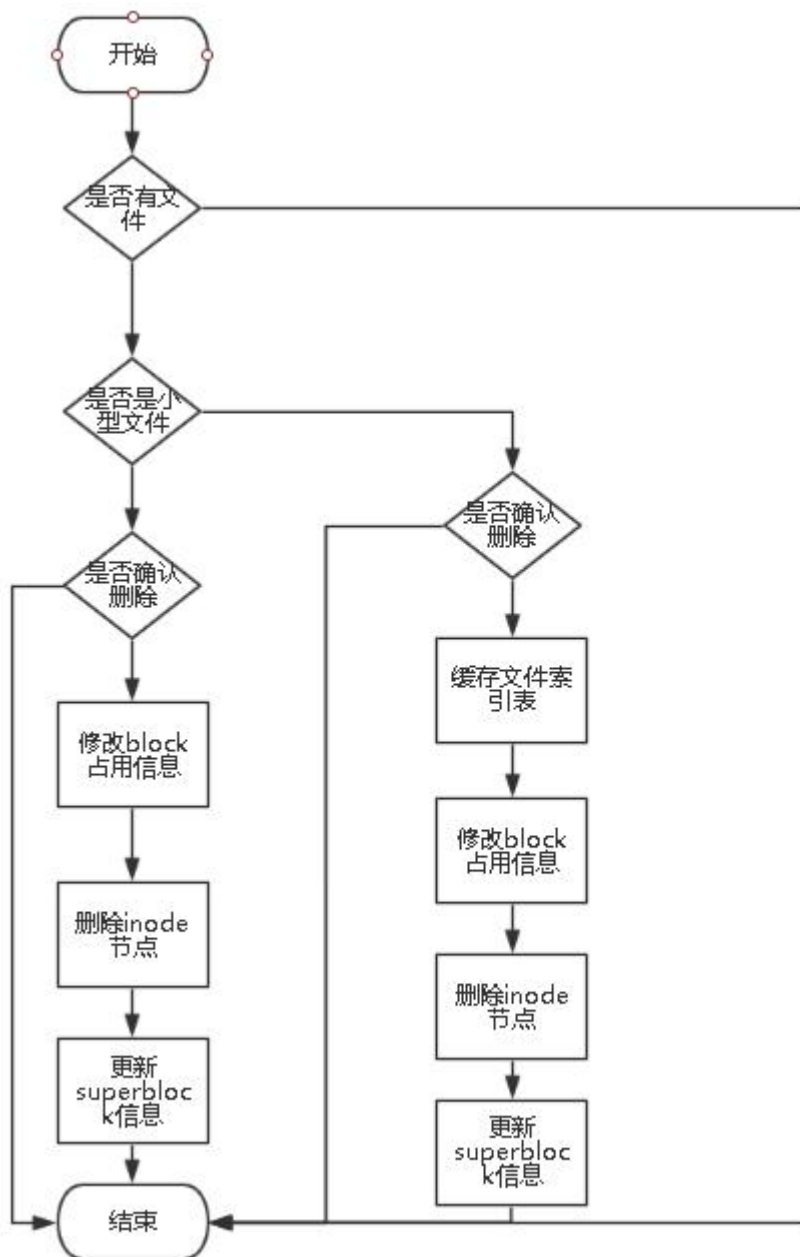 开始
是否有文
件
是否是小
型文件
是否确认
删除
修改block
占用信息
删除inode
节点
更新
superbloc
k信息
结束
是否确认
删除
缓存文件索
引表
修改block
占用信息
删除inode
节点
更新
superbloc
k信息